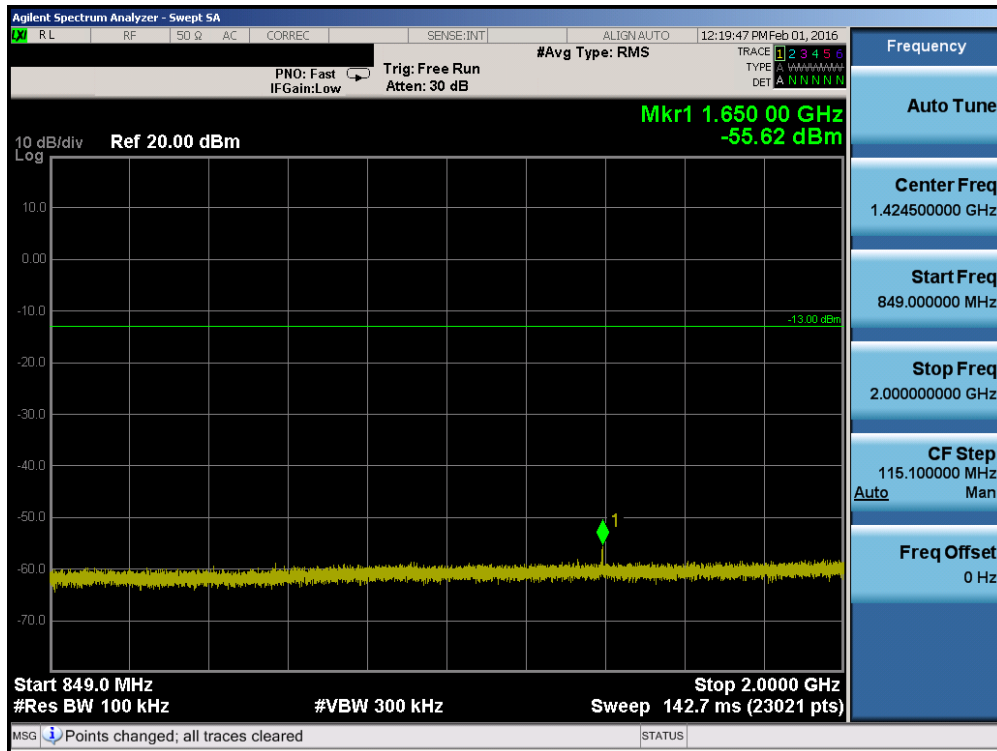 Agilent Spectrum Analyzer - Swept SA
LXI RL RF 50 Ω AC CORREC SENSE:INT ALIGN AUTO 12:19:47 PM Feb 01, 2016
PNO: Fast
IFGain:Low
Trig: Free Run
Atten: 30 dB
#Avg Type: RMS
TRACE 1 2 3 4 5 6
TYPE A WWWWW
DET A N N N N N
Mkr1 1.650 00 GHz
-55.62 dBm
10 dB/div
Log
Ref 20.00 dBm
10.0
0.00
-10.0
-13.00 dBm
-20.0
-30.0
-40.0
-50.0
1
-60.0
-70.0
Start 849.0 MHz
Stop 2.0000 GHz
#Res BW 100 kHz
#VBW 300 kHz
Sweep 142.7 ms (23021 pts)
MSG
Points changed; all traces cleared
STATUS
Frequency
Auto Tune
Center Freq
1.424500000 GHz
Start Freq
849.000000 MHz
Stop Freq
2.000000000 GHz
CF Step
115.100000 MHz
Auto Man
Freq Offset
0 Hz